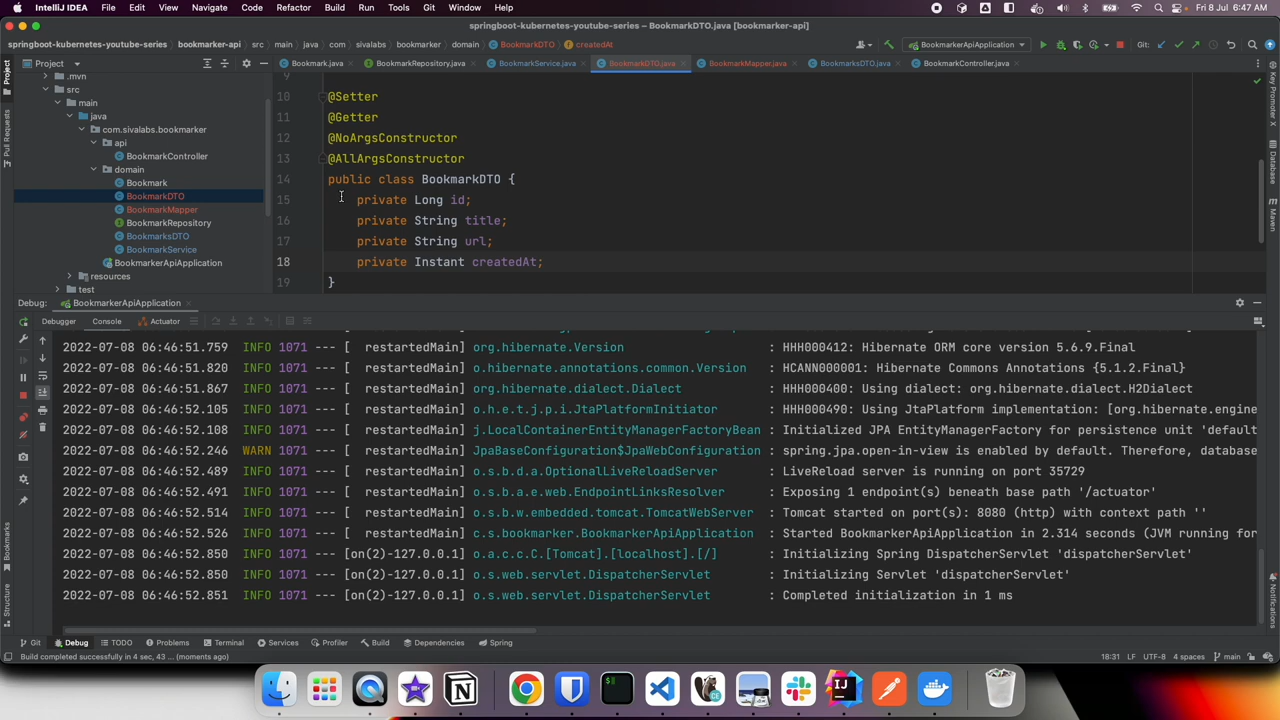 IntelliJ IDEA File Edit View Navigate Code Refactor Build Run Tools Git Window Help Fri 8 Jul 6:47 AM
springboot-kubernetes-youtube-series – BookmarkDTO.java [bookmarker-api]
springboot-kubernetes-youtube-series bookmarker-api src main java com sivalabs bookmarker domain BookmarkDTO createdAt BookmarkerApiApplication Git:
Project Bookmark.java BookmarkRepository.java BookmarkService.java BookmarkDTO.java BookmarkMapper.java BookmarksDTO.java BookmarkController.java
Project
Pull Requests
Bookmarks
Structure
.mvn
src
main
java
com.sivalabs.bookmarker
api
BookmarkController
domain
Bookmark
BookmarkDTO
BookmarkMapper
BookmarkRepository
BookmarksDTO
BookmarkService
BookmarkerApiApplication
resources
test
9
10 @Setter
11 @Getter
12 @NoArgsConstructor
13 @AllArgsConstructor
14 public class BookmarkDTO {
15 private Long id;
16 private String title;
17 private String url;
18 private Instant createdAt;
19 }
Key Promoter X
Database
Maven
Notifications
Debug: BookmarkerApiApplication
Debugger Console Actuator
2022-07-08 06:46:51.759 INFO 1071 --- [ restartedMain] org.hibernate.Version : HHH000412: Hibernate ORM core version 5.6.9.Final
2022-07-08 06:46:51.820 INFO 1071 --- [ restartedMain] o.hibernate.annotations.common.Version : HCANN000001: Hibernate Commons Annotations {5.1.2.Final}
2022-07-08 06:46:51.867 INFO 1071 --- [ restartedMain] org.hibernate.dialect.Dialect : HHH000400: Using dialect: org.hibernate.dialect.H2Dialect
2022-07-08 06:46:52.105 INFO 1071 --- [ restartedMain] o.h.e.t.j.p.i.JtaPlatformInitiator : HHH000490: Using JtaPlatform implementation: [org.hibernate.engine
2022-07-08 06:46:52.108 INFO 1071 --- [ restartedMain] j.LocalContainerEntityManagerFactoryBean : Initialized JPA EntityManagerFactory for persistence unit 'default
2022-07-08 06:46:52.246 WARN 1071 --- [ restartedMain] JpaBaseConfiguration$JpaWebConfiguration : spring.jpa.open-in-view is enabled by default. Therefore, database
2022-07-08 06:46:52.489 INFO 1071 --- [ restartedMain] o.s.b.d.a.OptionalLiveReloadServer : LiveReload server is running on port 35729
2022-07-08 06:46:52.491 INFO 1071 --- [ restartedMain] o.s.b.a.e.web.EndpointLinksResolver : Exposing 1 endpoint(s) beneath base path '/actuator'
2022-07-08 06:46:52.514 INFO 1071 --- [ restartedMain] o.s.b.w.embedded.tomcat.TomcatWebServer : Tomcat started on port(s): 8080 (http) with context path ''
2022-07-08 06:46:52.526 INFO 1071 --- [ restartedMain] c.s.bookmarker.BookmarkerApiApplication : Started BookmarkerApiApplication in 2.314 seconds (JVM running for
2022-07-08 06:46:52.850 INFO 1071 --- [on(2)-127.0.0.1] o.a.c.c.C.[Tomcat].[localhost].[/] : Initializing Spring DispatcherServlet 'dispatcherServlet'
2022-07-08 06:46:52.850 INFO 1071 --- [on(2)-127.0.0.1] o.s.web.servlet.DispatcherServlet : Initializing Servlet 'dispatcherServlet'
2022-07-08 06:46:52.851 INFO 1071 --- [on(2)-127.0.0.1] o.s.web.servlet.DispatcherServlet : Completed initialization in 1 ms
Git Debug TODO Problems Terminal Services Profiler Build Dependencies Spring
Build completed successfully in 4 sec, 43 ... (moments ago) 18:31 LF UTF-8 4 spaces main